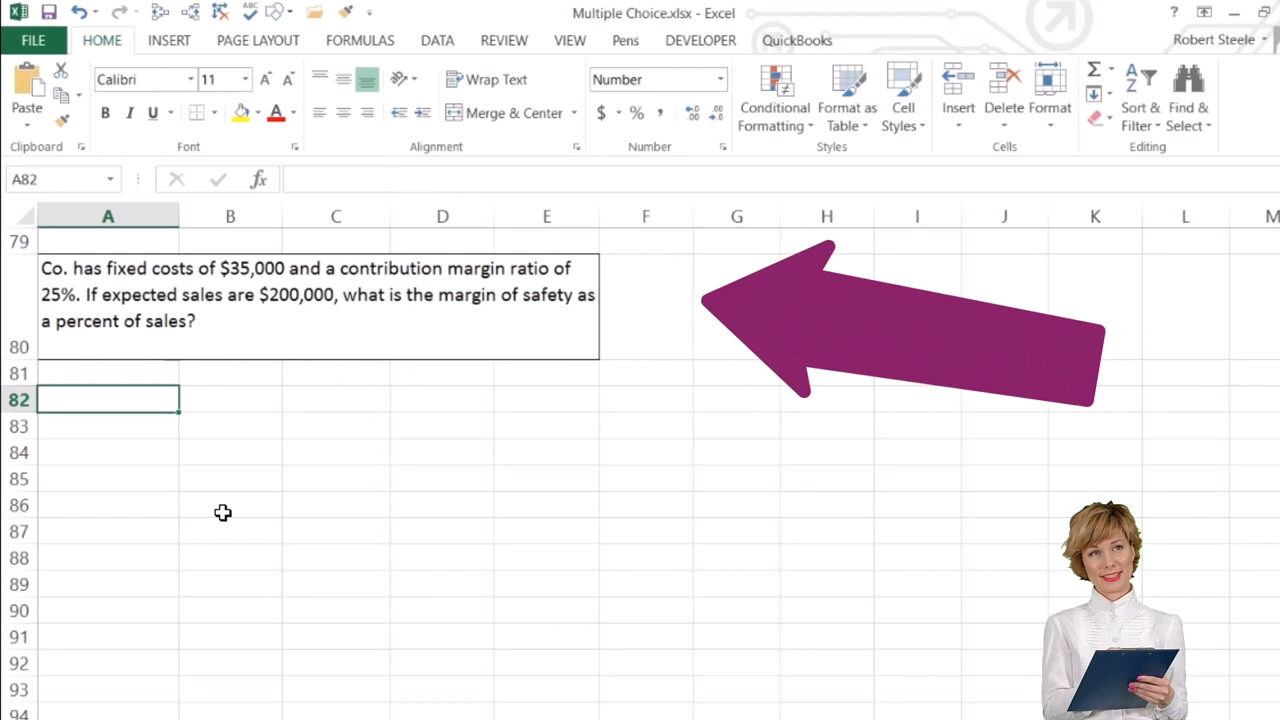 Multiple Choice.xlsx - Excel
?
FILE HOME INSERT PAGE LAYOUT FORMULAS DATA REVIEW VIEW Pens DEVELOPER QuickBooks Robert Steele
Paste
Calibri 11
B I U A
Wrap Text
Merge & Center
Number
$ % ,
Conditional Formatting
Format as Table
Cell Styles
Insert Delete Format
Sort & Filter
Find & Select
Clipboard Font Alignment Number Styles Cells Editing
A82 fx
A B C D E F G H I J K L M
79
Co. has fixed costs of $35,000 and a contribution margin ratio of
25%. If expected sales are $200,000, what is the margin of safety as
a percent of sales?
80
81
82
83
84
85
86
87
88
89
90
91
92
93
94